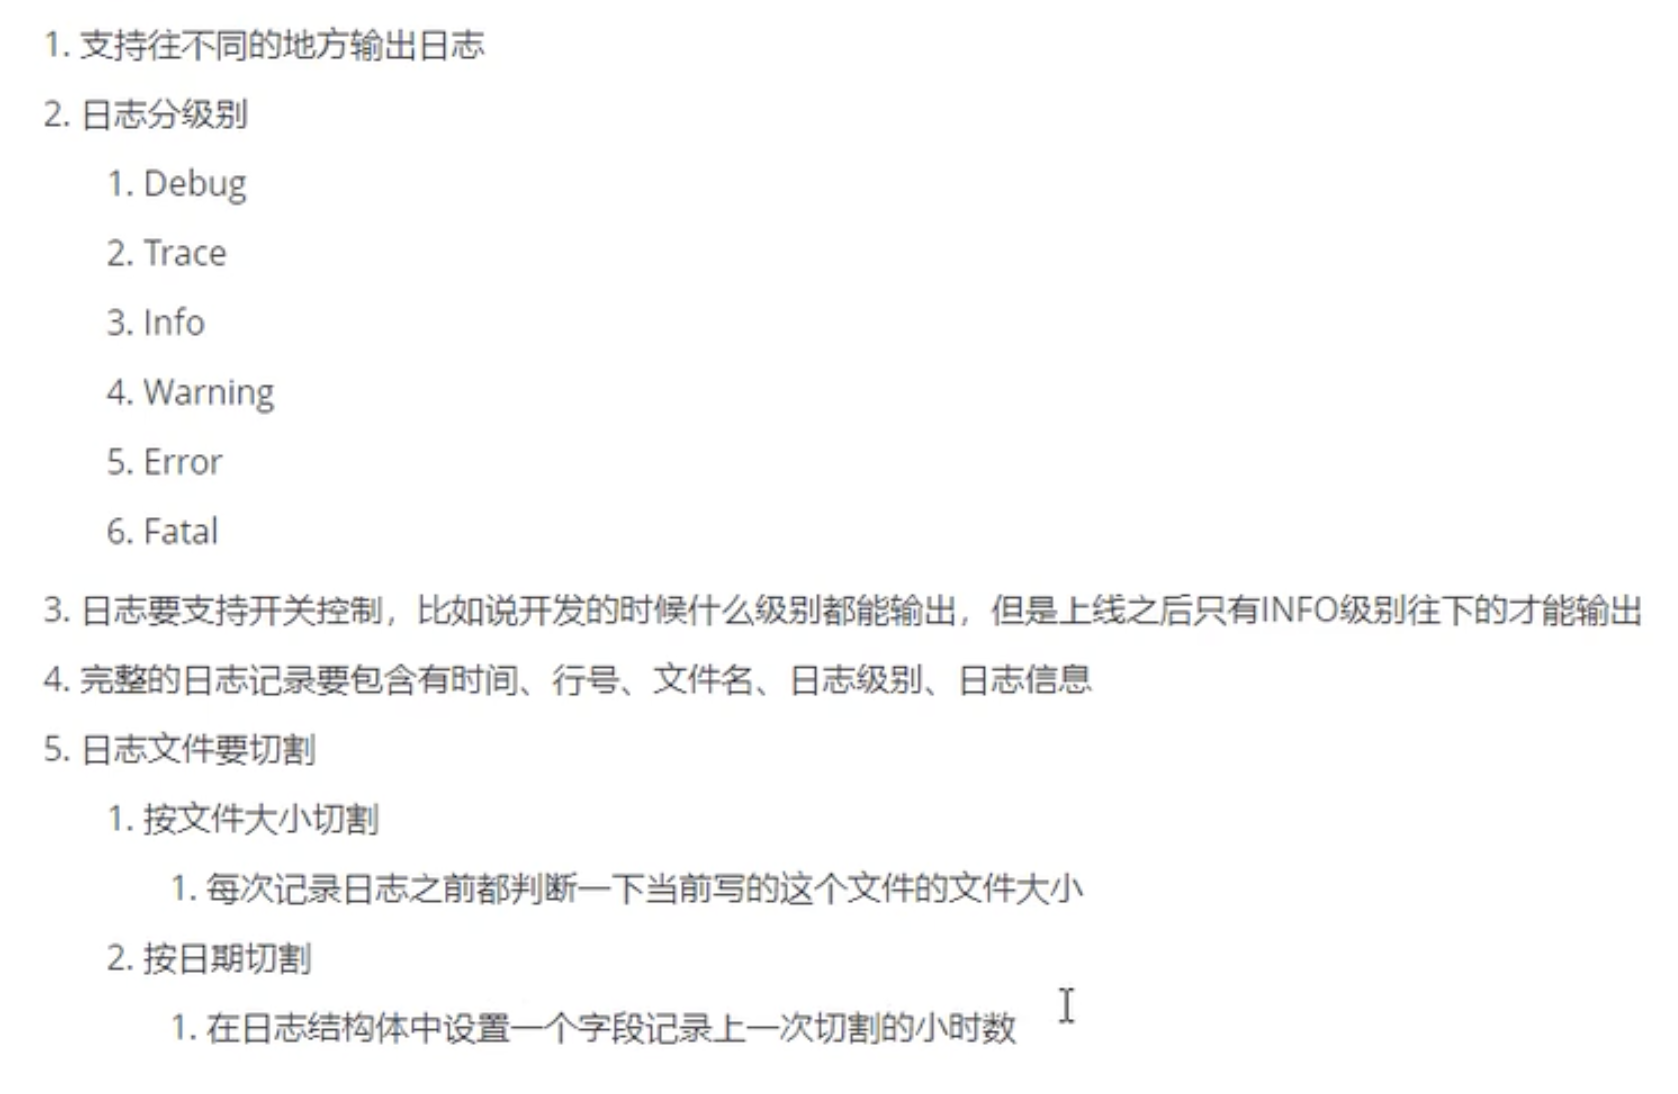 1. 支持往不同的地方输出日志
2. 日志分级别
1. Debug
2. Trace
3. Info
4. Warning
5. Error
6. Fatal
3. 日志要支持开关控制，比如说开发的时候什么级别都能输出，但是上线之后只有INFO级别往下的才能输出
4. 完整的日志记录要包含有时间、行号、文件名、日志级别、日志信息
5. 日志文件要切割
1. 按文件大小切割
1. 每次记录日志之前都判断一下当前写的这个文件的文件大小
2. 按日期切割
1. 在日志结构体中设置一个字段记录上一次切割的小时数